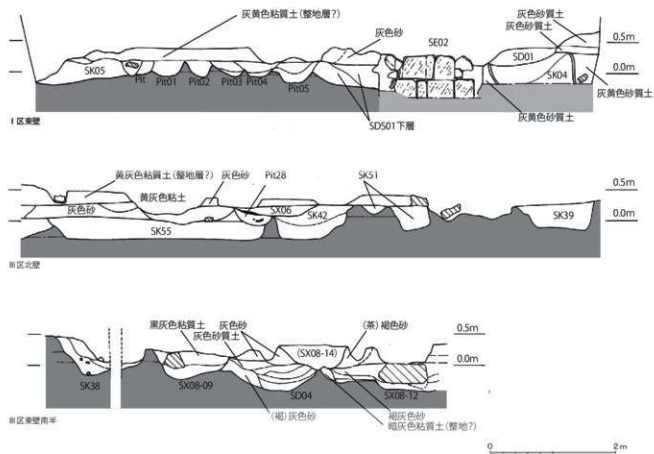 灰黄色粘質土(整地層?)
灰色砂
SE02
灰色砂質土
灰色砂質土
0.5m
SD01
SK05
0.0m
SK04
Pit
Pit01
Pit02
Pit03
Pit04
Pit05
灰黄色砂質土
灰黄色砂質土
SDS01下層
I区東壁
黄灰色粘質土(整地層?)
灰色砂
Pit28
SK51
黄灰色粘土
0.5m
灰色砂
SX06
SK42
SK39
0.0m
SK55
III区北壁
黒灰色粘質土
灰色砂
灰色砂質土
(茶)褐色砂
0.5m
(SX08-14)
0.0m
SK38
SX08-09
SD04
SX08-12
(褐)灰色砂
褐灰色砂
暗灰色粘質土(整地?)
III区東壁南半
0
2 m